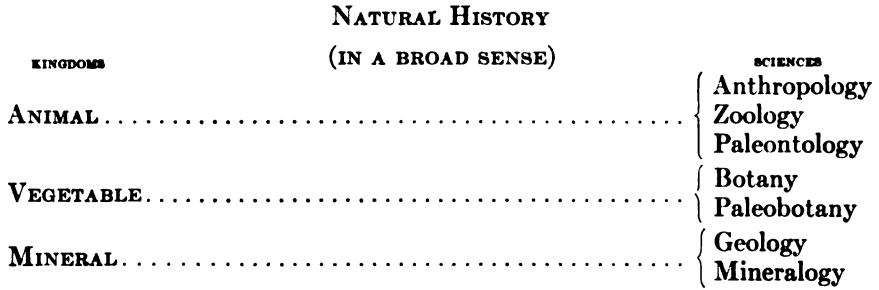 NATURAL HISTORY
(IN A BROAD SENSE)
KINGDOMS SCIENCES
ANIMAL Anthropology
Zoology
Paleontology
VEGETABLE Botany
Paleobotany
MINERAL Geology
Mineralogy